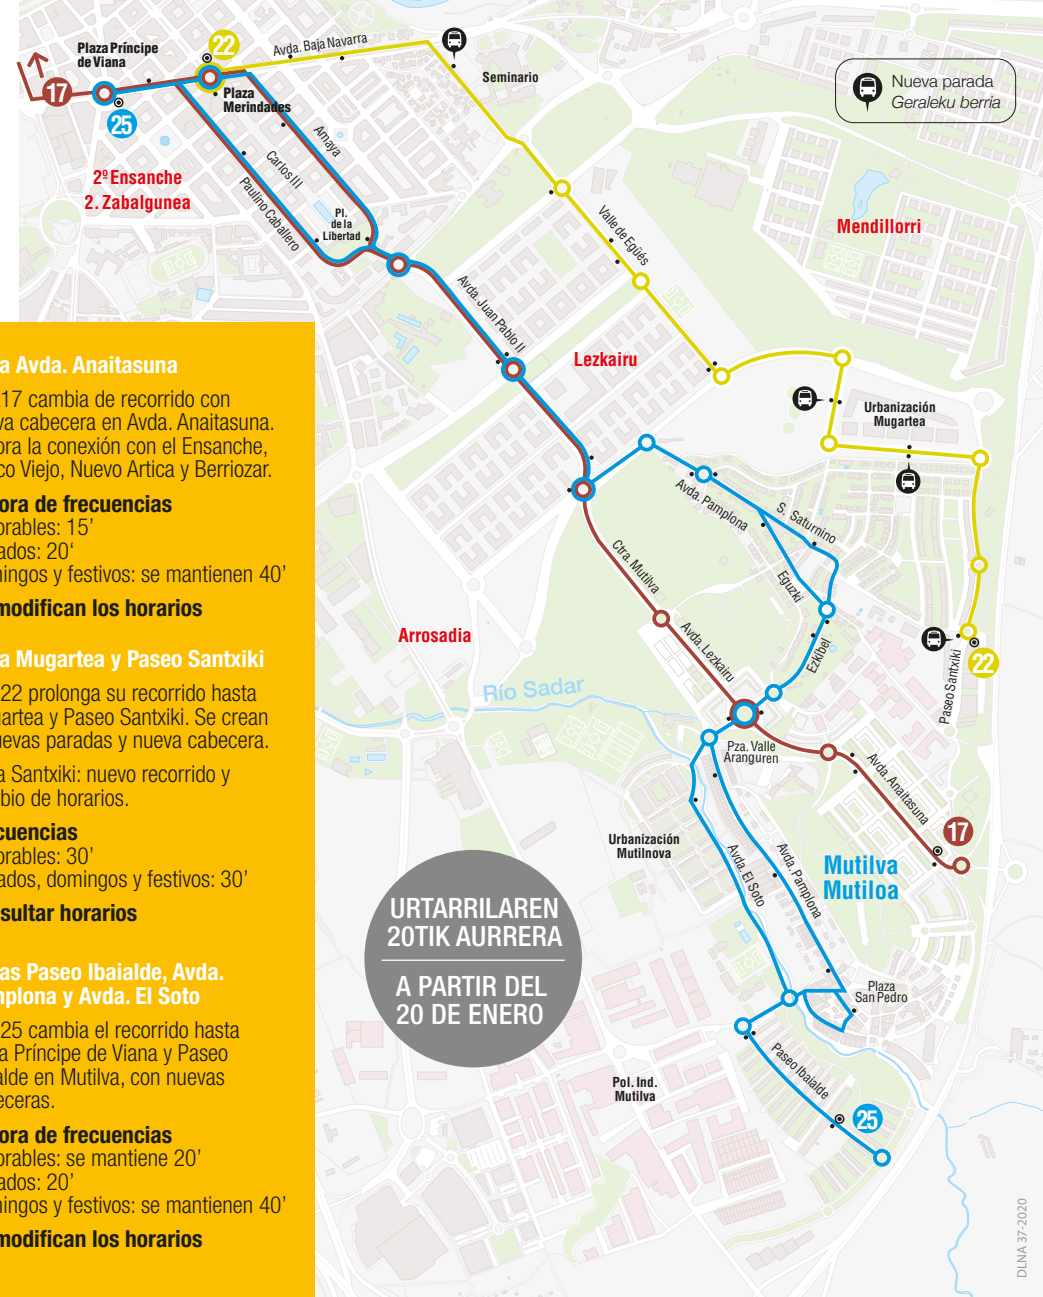 Plaza Príncipe
de Viana
22
Avda. Baja Navarra
Seminario
Nueva parada
Geraleku berria
17
25
Plaza
Merindades
Amaya
Carlos III
Paulino Caballero
2º Ensanche
2. Zabalgunea
Pl.
de la
Libertad
Valle de Egüés
Mendillorri
Avda. Juan Pablo II
Lezkairu
Urbanización
Mugartea
Avda. Pamplona
S. Saturnino
Eguzki
Ezkibel
Ctra. Mutilva
Avda. Lezkairu
Arrosadia
Río Sadar
22
Paseo Santxiki
Pza. Valle
Aranguren
Avda. Anaitasuna
17
Urbanización
Mutilnova
Avda. El Soto
Avda. Pamplona
Mutilva
Mutiloa
Plaza
San Pedro
Paseo Ibaialde
25
Pol. Ind.
Mutilva
URTARRILAREN
20TIK AURRERA
A PARTIR DEL
20 DE ENERO
a Avda. Anaitasuna
17 cambia de recorrido con
va cabecera en Avda. Anaitasuna.
ora la conexión con el Ensanche,
co Viejo, Nuevo Artica y Berriozar.
ora de frecuencias
orables: 15’
ados: 20‘
mingos y festivos: se mantienen 40’
modifican los horarios
a Mugartea y Paseo Santxiki
22 prolonga su recorrido hasta
gartea y Paseo Santxiki. Se crean
uevas paradas y nueva cabecera.
a Santxiki: nuevo recorrido y
bio de horarios.
cuencias
orables: 30’
ados, domingos y festivos: 30’
sultar horarios
as Paseo Ibaialde, Avda.
mplona y Avda. El Soto
25 cambia el recorrido hasta
a Príncipe de Viana y Paseo
alde en Mutilva, con nuevas
eceras.
ora de frecuencias
orables: se mantiene 20’
ados: 20’
mingos y festivos: se mantienen 40’
modifican los horarios
DLNA 37-2020